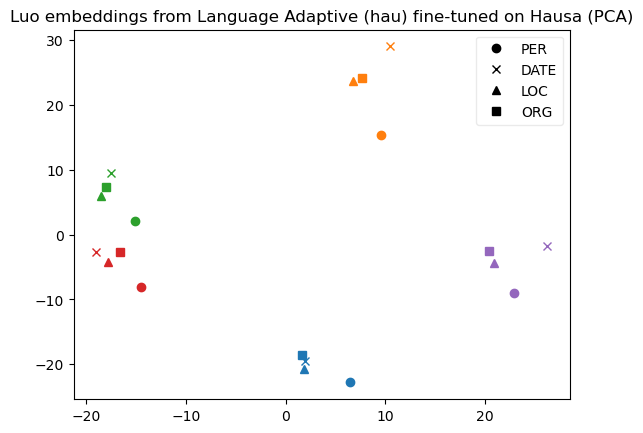 Luo embeddings from Language Adaptive (hau) fine-tuned on Hausa (PCA)
30
20
10
0
−10
−20
−20
−10
0
10
20
PER
DATE
LOC
ORG